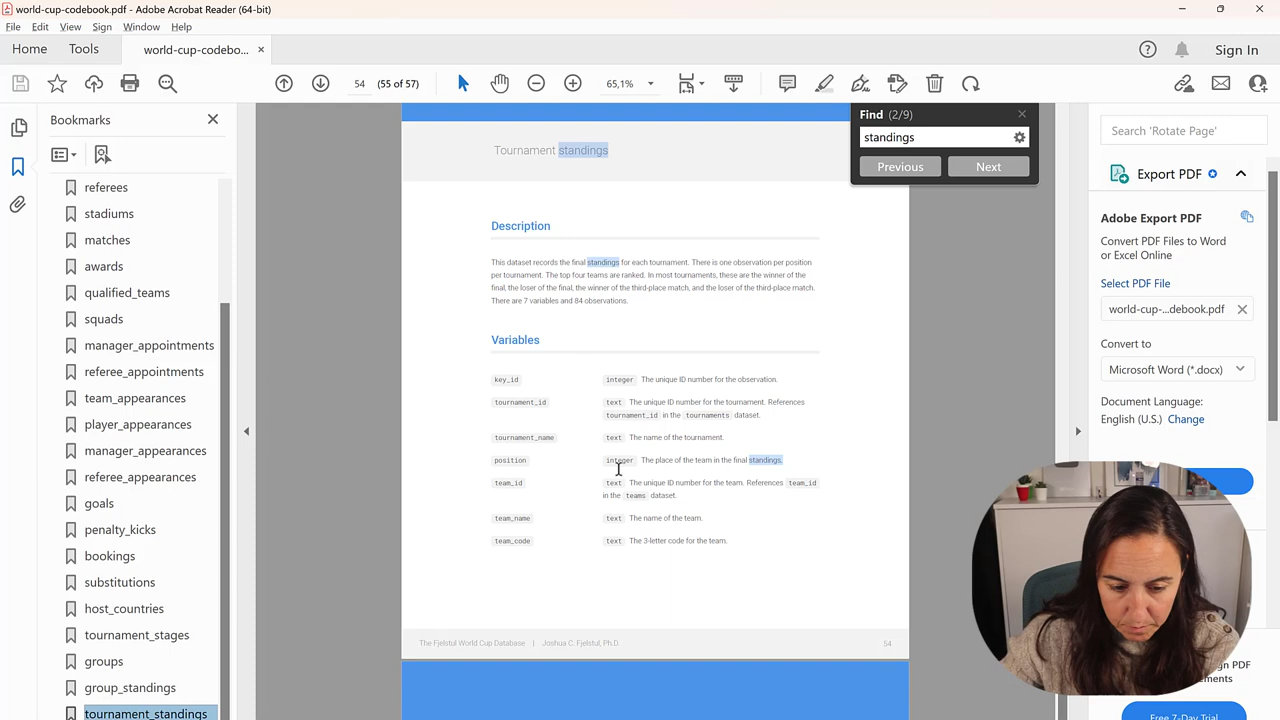 world-cup-codebook.pdf - Adobe Acrobat Reader (64-bit)
File Edit View Sign Window Help
Home Tools world-cup-codebo... ×
Sign In
54 (55 of 57) 65,1%
Bookmarks
referees
stadiums
matches
awards
qualified_teams
squads
manager_appointments
referee_appointments
team_appearances
player_appearances
manager_appearances
referee_appearances
goals
penalty_kicks
bookings
substitutions
host_countries
tournament_stages
groups
group_standings
tournament_standings
Tournament standings
Description
This dataset records the final standings for each tournament. There is one observation per position
per tournament. The top four teams are ranked. In most tournaments, these are the winner of the
final, the loser of the final, the winner of the third-place match, and the loser of the third-place match.
There are 7 variables and 84 observations.
Variables
key_id integer The unique ID number for the observation.
tournament_id text The unique ID number for the tournament. References
tournament_id in the tournaments dataset.
tournament_name text The name of the tournament.
position integer The place of the team in the final standings.
team_id text The unique ID number for the team. References team_id
in the teams dataset.
team_name text The name of the team.
team_code text The 3-letter code for the team.
The Fjelstul World Cup Database | Joshua C. Fjelstul, Ph.D. 54
Find (2/9)
standings
Previous Next
Search 'Rotate Page'
Export PDF
Adobe Export PDF
Convert PDF Files to Word
or Excel Online
Select PDF File
world-cup-...debook.pdf
Convert to
Microsoft Word (*.docx)
Document Language:
English (U.S.) Change
Free 7-Day Trial